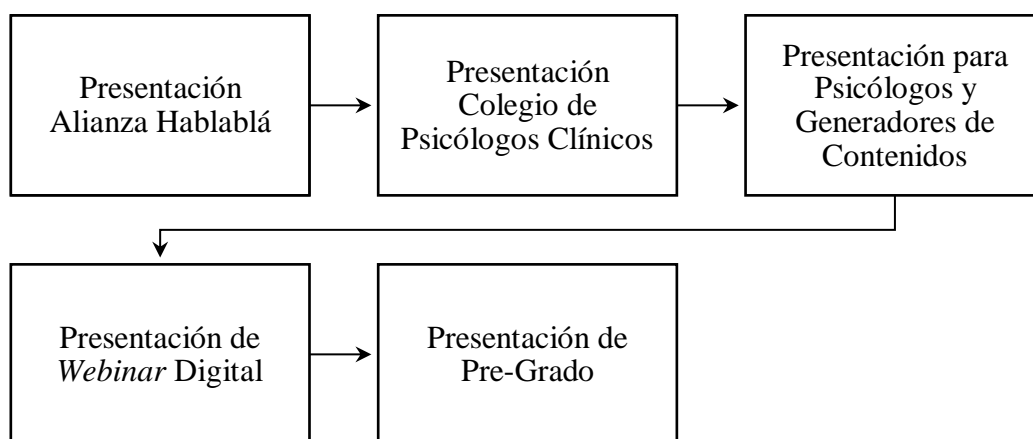 Presentación
Alianza Hablablá
Presentación
Colegio de
Psicólogos Clínicos
Presentación para
Psicólogos y
Generadores de
Contenidos
Presentación de
Webinar Digital
Presentación de
Pre-Grado